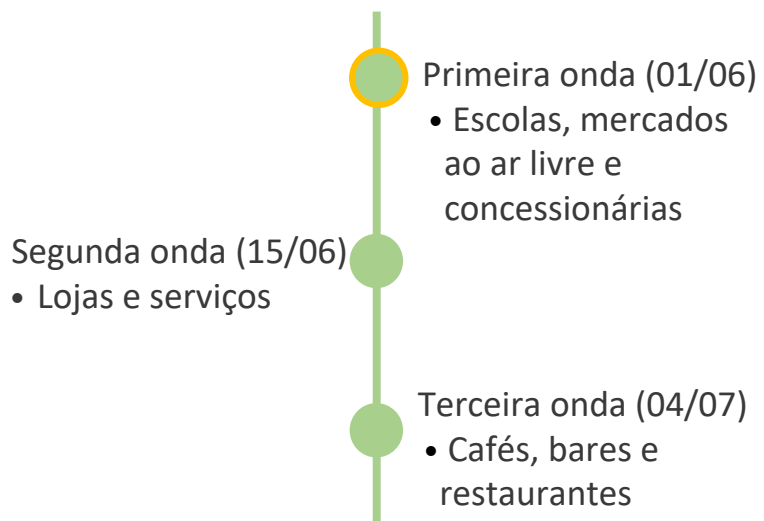 Primeira onda (01/06)
• Escolas, mercados
ao ar livre e
concessionárias
Segunda onda (15/06)
• Lojas e serviços
Terceira onda (04/07)
• Cafés, bares e
restaurantes